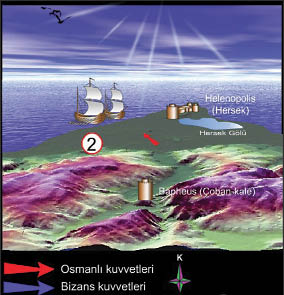 Helenopolis
(Hersek)
Hersek Gölü
2
Bapheus (Çoban-kale)
K
Osmanlı kuvvetleri
Bizans kuvvetleri